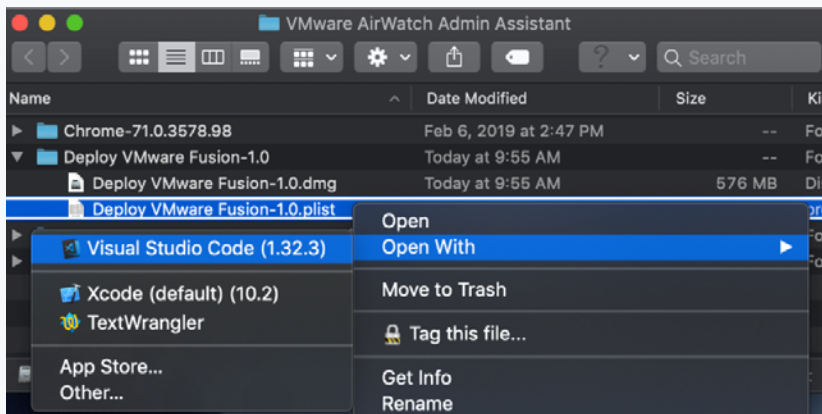 VMware AirWatch Admin Assistant
Search
Name Date Modified Size Ki
Chrome-71.0.3578.98 Feb 6, 2019 at 2:47 PM -- Fo
Deploy VMware Fusion-1.0 Today at 9:55 AM -- Fo
Deploy VMware Fusion-1.0.dmg Today at 9:55 AM 576 MB Di
Deploy VMware Fusion-1.0.plist
Open
Open With
Move to Trash
Tag this file...
Get Info
Rename
Visual Studio Code (1.32.3)
Xcode (default) (10.2)
TextWrangler
App Store...
Other...